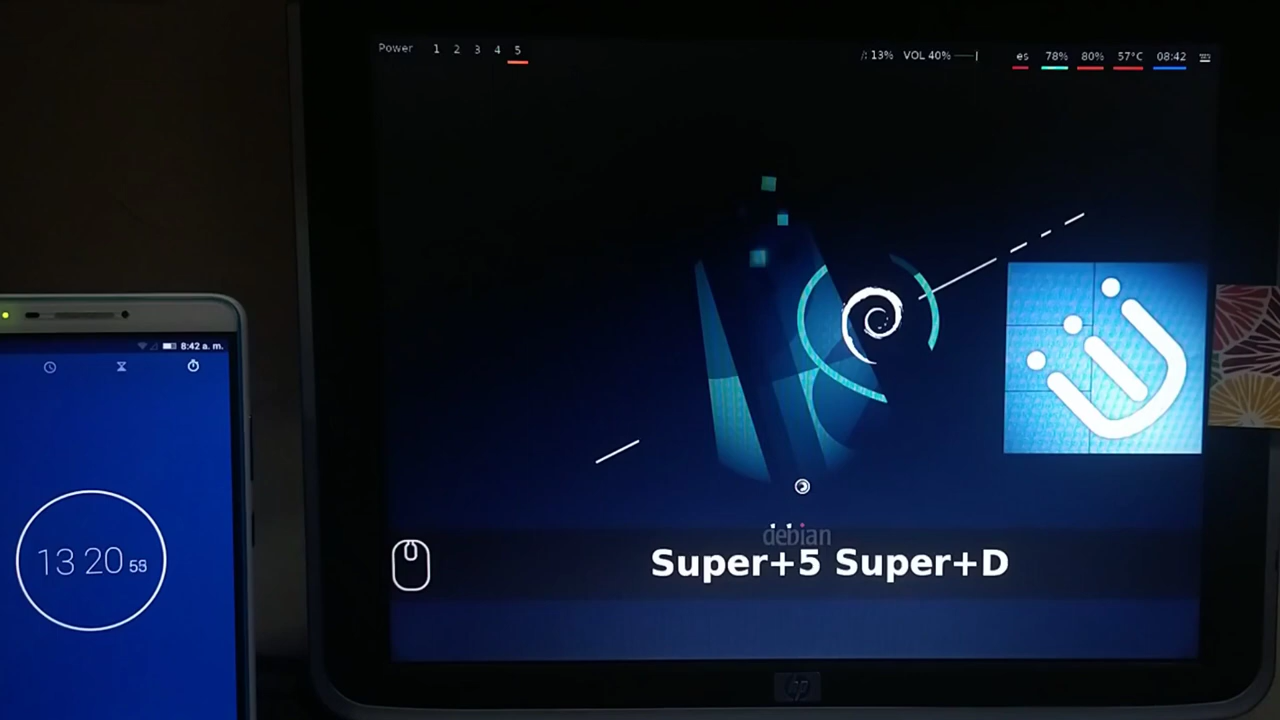 Power 1 2 3 4 5
/: 13% VOL 40% es 78% 80% 57°C 08:42
8:42 a. m.
13 20 55
debian
Super+5 Super+D
hp